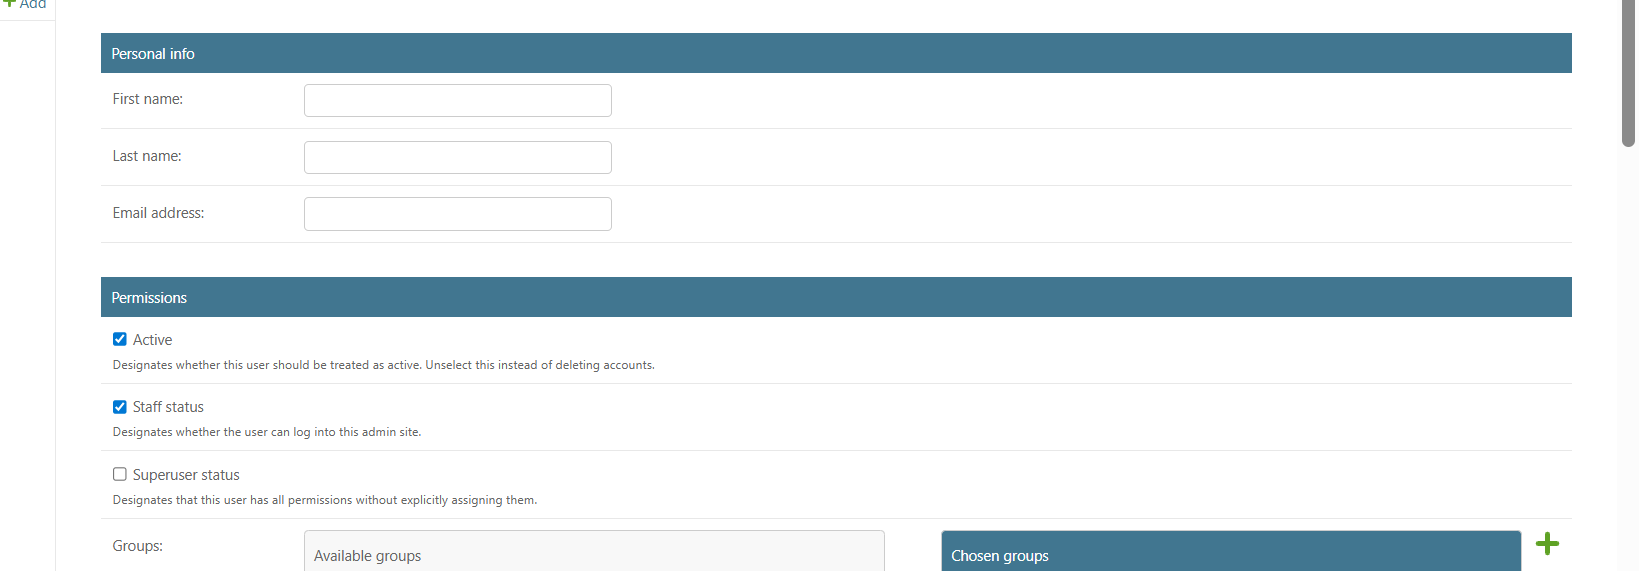 Add
Personal info
First name:
Last name:
Email address:
Permissions
Active
Designates whether this user should be treated as active. Unselect this instead of deleting accounts.
Staff status
Designates whether the user can log into this admin site.
Superuser status
Designates that this user has all permissions without explicitly assigning them.
Groups:
Available groups
Chosen groups